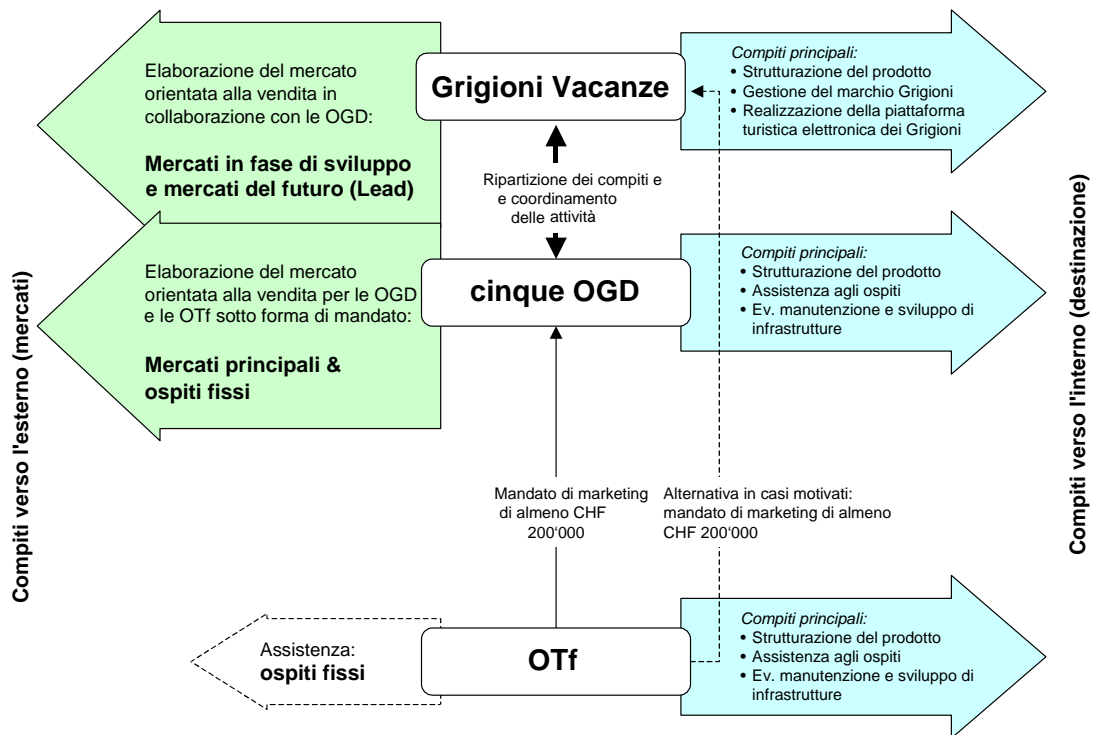 Elaborazione del mercato
orientata alla vendita in
collaborazione con le OGD:
Mercati in fase di sviluppo
e mercati del futuro (Lead)
Grigioni Vacanze
Compiti principali:
• Strutturazione del prodotto
• Gestione del marchio Grigioni
• Realizzazione della piattaforma
turistica elettronica dei Grigioni
Ripartizione dei compiti e
e coordinamento
delle attività
Elaborazione del mercato
orientata alla vendita per le OGD
e le OTf sotto forma di mandato:
Mercati principali &
ospiti fissi
cinque OGD
Compiti principali:
• Strutturazione del prodotto
• Assistenza agli ospiti
• Ev. manutenzione e sviluppo di
infrastrutture
Compiti verso l'esterno (mercati)
Compiti verso l'interno (destinazione)
Mandato di marketing
di almeno CHF
200'000
Alternativa in casi motivati:
mandato di marketing di almeno
CHF 200'000
Assistenza:
ospiti fissi
OTf
Compiti principali:
• Strutturazione del prodotto
• Assistenza agli ospiti
• Ev. manutenzione e sviluppo di
infrastrutture